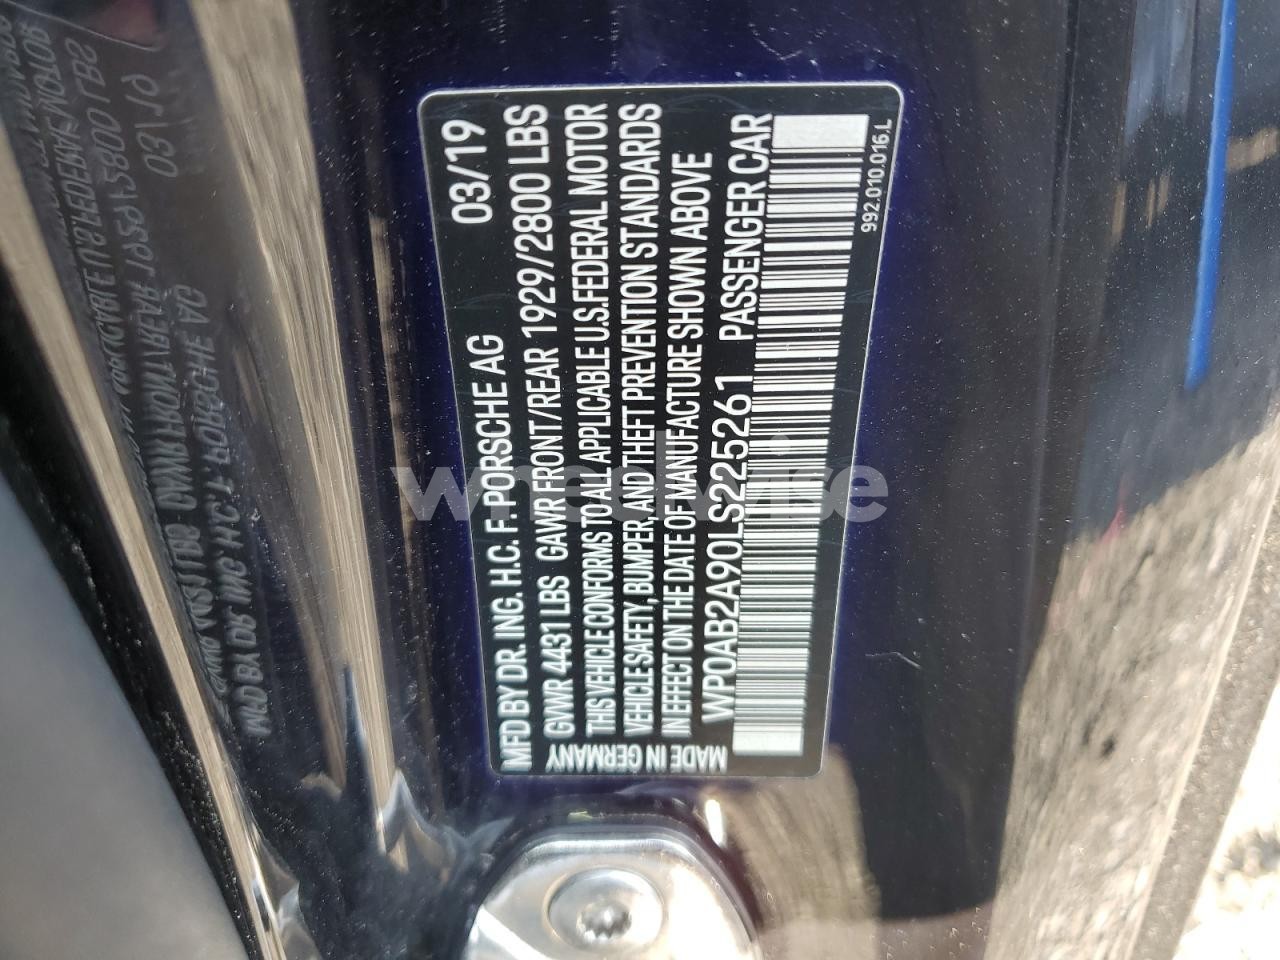 MFD BY DR. ING. H.C. F. PORSCHE AG 03/19
GVWR 4431 LBS GAWR FRONT/REAR 1929/2800 LBS
THIS VEHICLE CONFORMS TO ALL APPLICABLE U.S.FEDERAL MOTOR
VEHICLE SAFETY, BUMPER, AND THEFT PREVENTION STANDARDS
IN EFFECT ON THE DATE OF MANUFACTURE SHOWN ABOVE
WP0AB2A90LS225261 PASSENGER CAR
MADE IN GERMANY
992.010.016.L
wheelwise